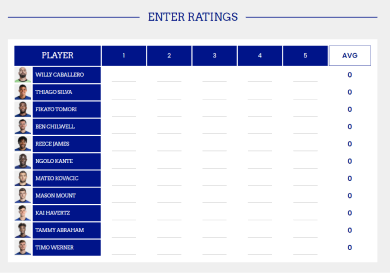 ENTER RATINGS
PLAYER 1 2 3 4 5 AVG
WILLY CABALLERO 0
THIAGO SILVA 0
FIKAYO TOMORI 0
BEN CHILWELL 0
REECE JAMES 0
NGOLO KANTE 0
MATEO KOVACIC 0
MASON MOUNT 0
KAI HAVERTZ 0
TAMMY ABRAHAM 0
TIMO WERNER 0